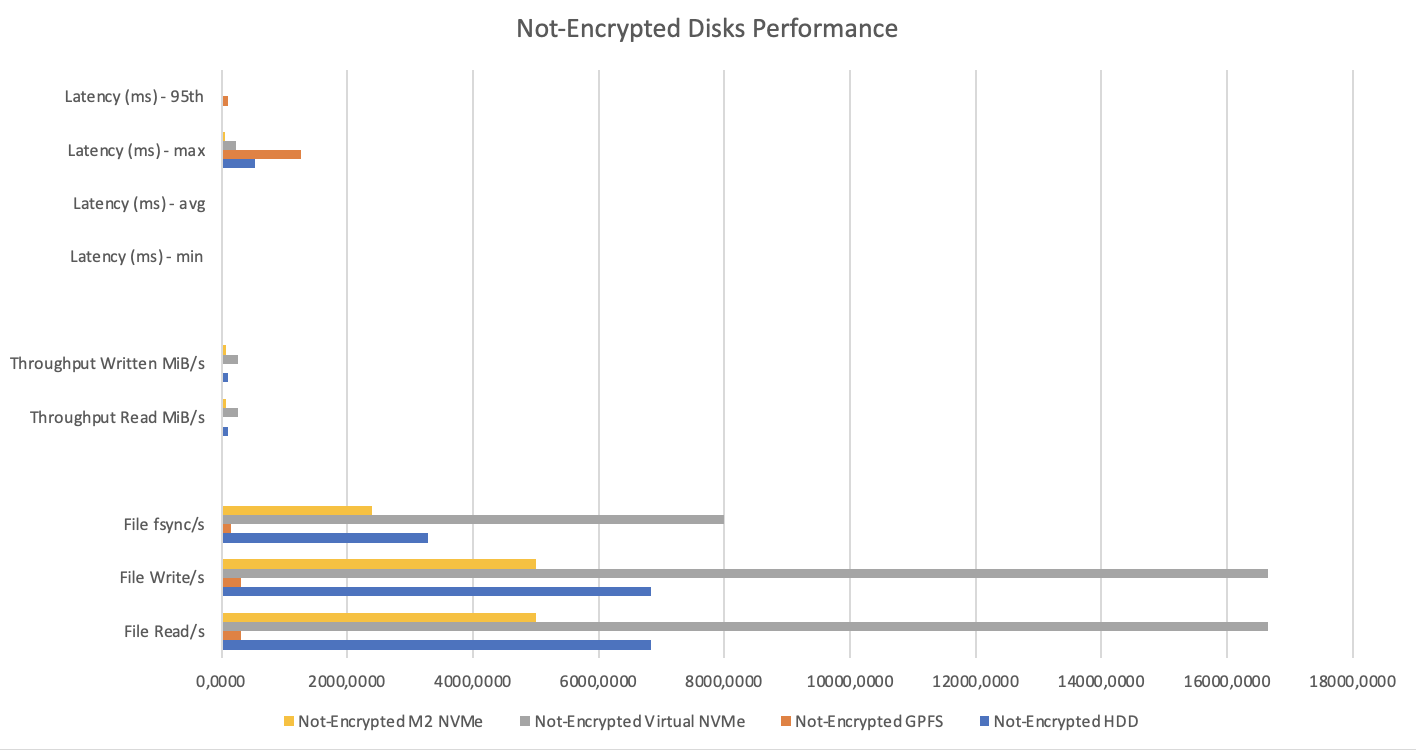 Not-Encrypted Disks Performance
Latency (ms) - 95th
Latency (ms) - max
Latency (ms) - avg
Latency (ms) - min
Throughput Written MiB/s
Throughput Read MiB/s
File fsync/s
File Write/s
File Read/s
0,0000 2000,0000 4000,0000 6000,0000 8000,0000 10000,0000 12000,0000 14000,0000 16000,0000 18000,0000
Not-Encrypted M2 NVMe Not-Encrypted Virtual NVMe Not-Encrypted GPFS Not-Encrypted HDD